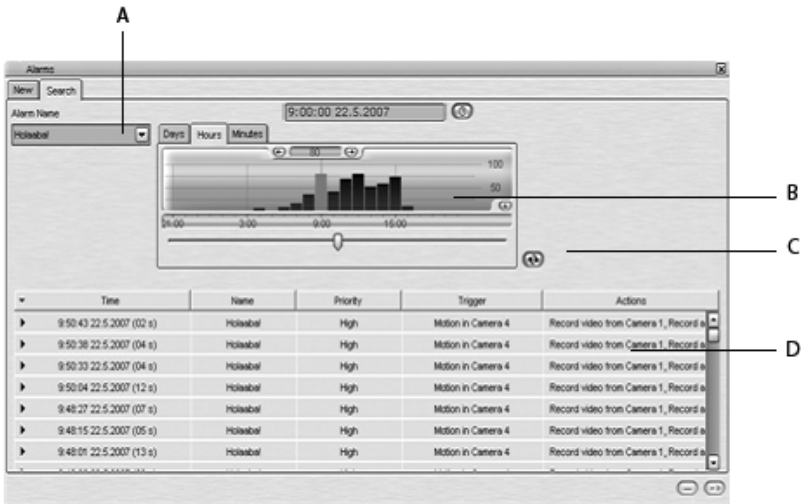 A
Alarms
New Search
Alarm Name
9:00:00 22.5.2007
Holaabal
Days Hours Minutes
80
100
50
B
21:00 3:00 9:00 15:00
C
Time Name Priority Trigger Actions
9:50:43 22.5.2007 (02 s) Holaabal High Motion in Camera 4 Record video from Camera 1, Record a
9:50:38 22.5.2007 (04 s) Holaabal High Motion in Camera 4 Record video from Camera 1, Record a
D
9:50:33 22.5.2007 (04 s) Holaabal High Motion in Camera 4 Record video from Camera 1, Record a
9:50:04 22.5.2007 (12 s) Holaabal High Motion in Camera 4 Record video from Camera 1, Record a
9:48:27 22.5.2007 (07 s) Holaabal High Motion in Camera 4 Record video from Camera 1, Record a
9:48:15 22.5.2007 (05 s) Holaabal High Motion in Camera 4 Record video from Camera 1, Record a
9:48:01 22.5.2007 (13 s) Holaabal High Motion in Camera 4 Record video from Camera 1, Record a